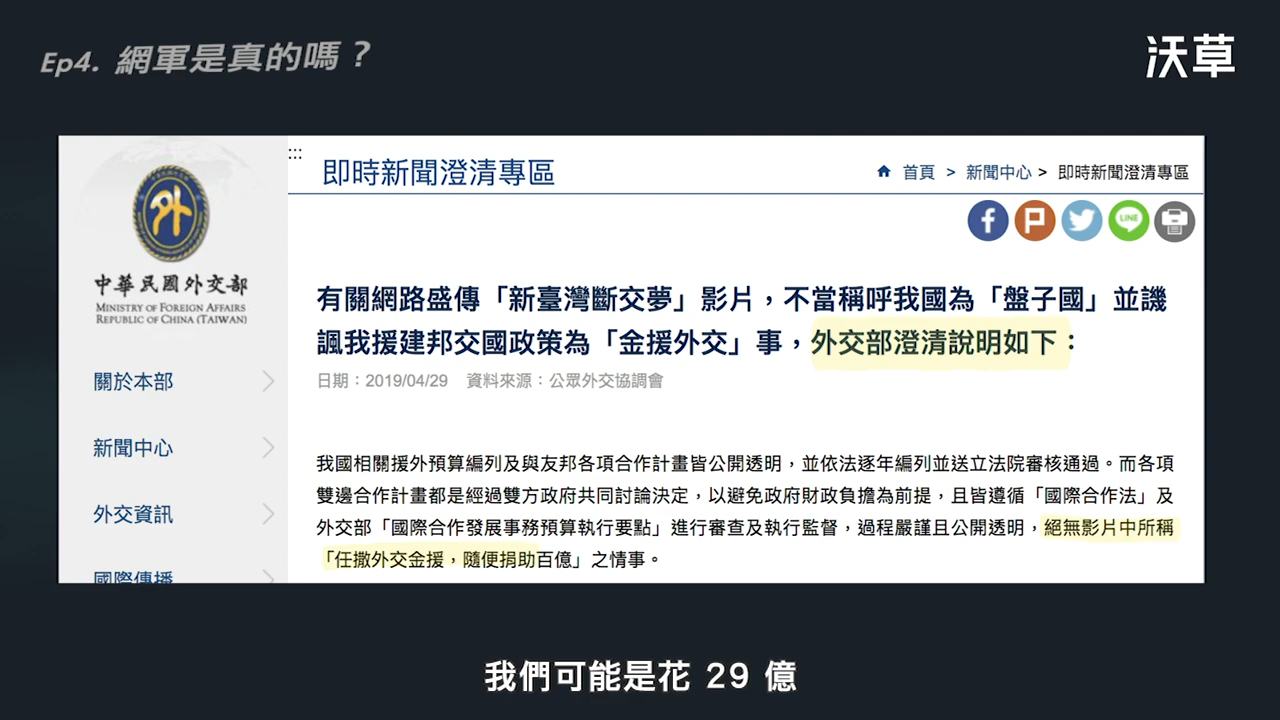 Ep4. 網軍是真的嗎？
沃草
即時新聞澄清專區
首頁 > 新聞中心 > 即時新聞澄清專區
LINE
外
中華民國外交部
MINISTRY OF FOREIGN AFFAIRS
REPUBLIC OF CHINA (TAIWAN)
關於本部
新聞中心
外交資訊
國際傳播
有關網路盛傳「新臺灣斷交夢」影片，不當稱呼我國為「盤子國」並譏
諷我援建邦交國政策為「金援外交」事，外交部澄清說明如下：
日期：2019/04/29 資料來源：公眾外交協調會
我國相關援外預算編列及與友邦各項合作計畫皆公開透明，並依法逐年編列並送立法院審核通過。而各項
雙邊合作計畫都是經過雙方政府共同討論決定，以避免政府財政負擔為前提，且皆遵循「國際合作法」及
外交部「國際合作發展事務預算執行要點」進行審查及執行監督，過程嚴謹且公開透明，絕無影片中所稱
「任撒外交金援，隨便捐助百億」之情事。
我們可能是花 29 億